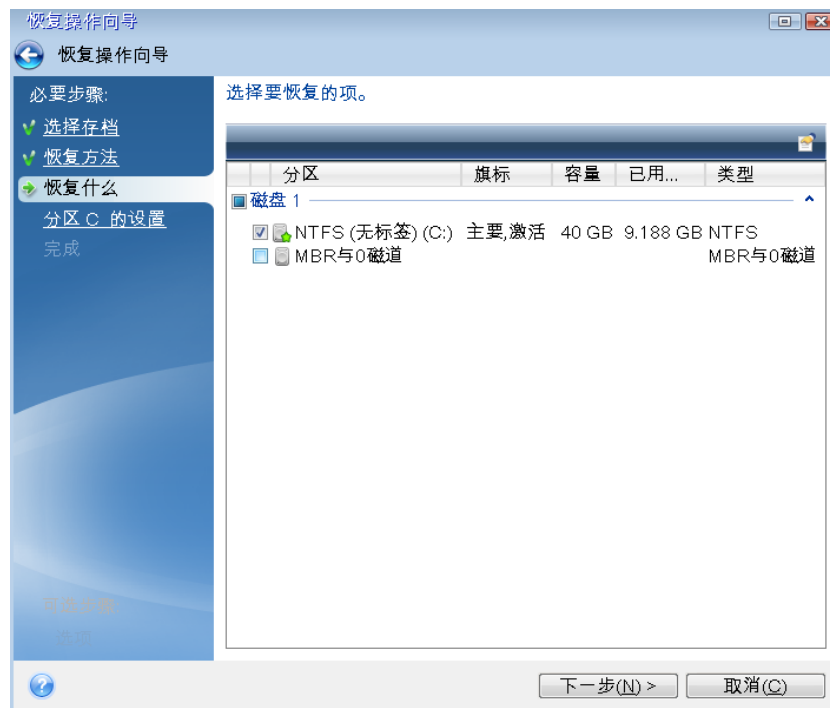 恢复操作向导
恢复操作向导
必要步骤:
选择存档
恢复方法
恢复什么
分区 C 的设置
完成
选择要恢复的项。
分区 旗标 容量 已用... 类型
磁盘 1
NTFS (无标签) (C:) 主要,激活 40 GB 9.188 GB NTFS
MBR与0磁道 MBR与0磁道
下一步(N) > 取消(C)